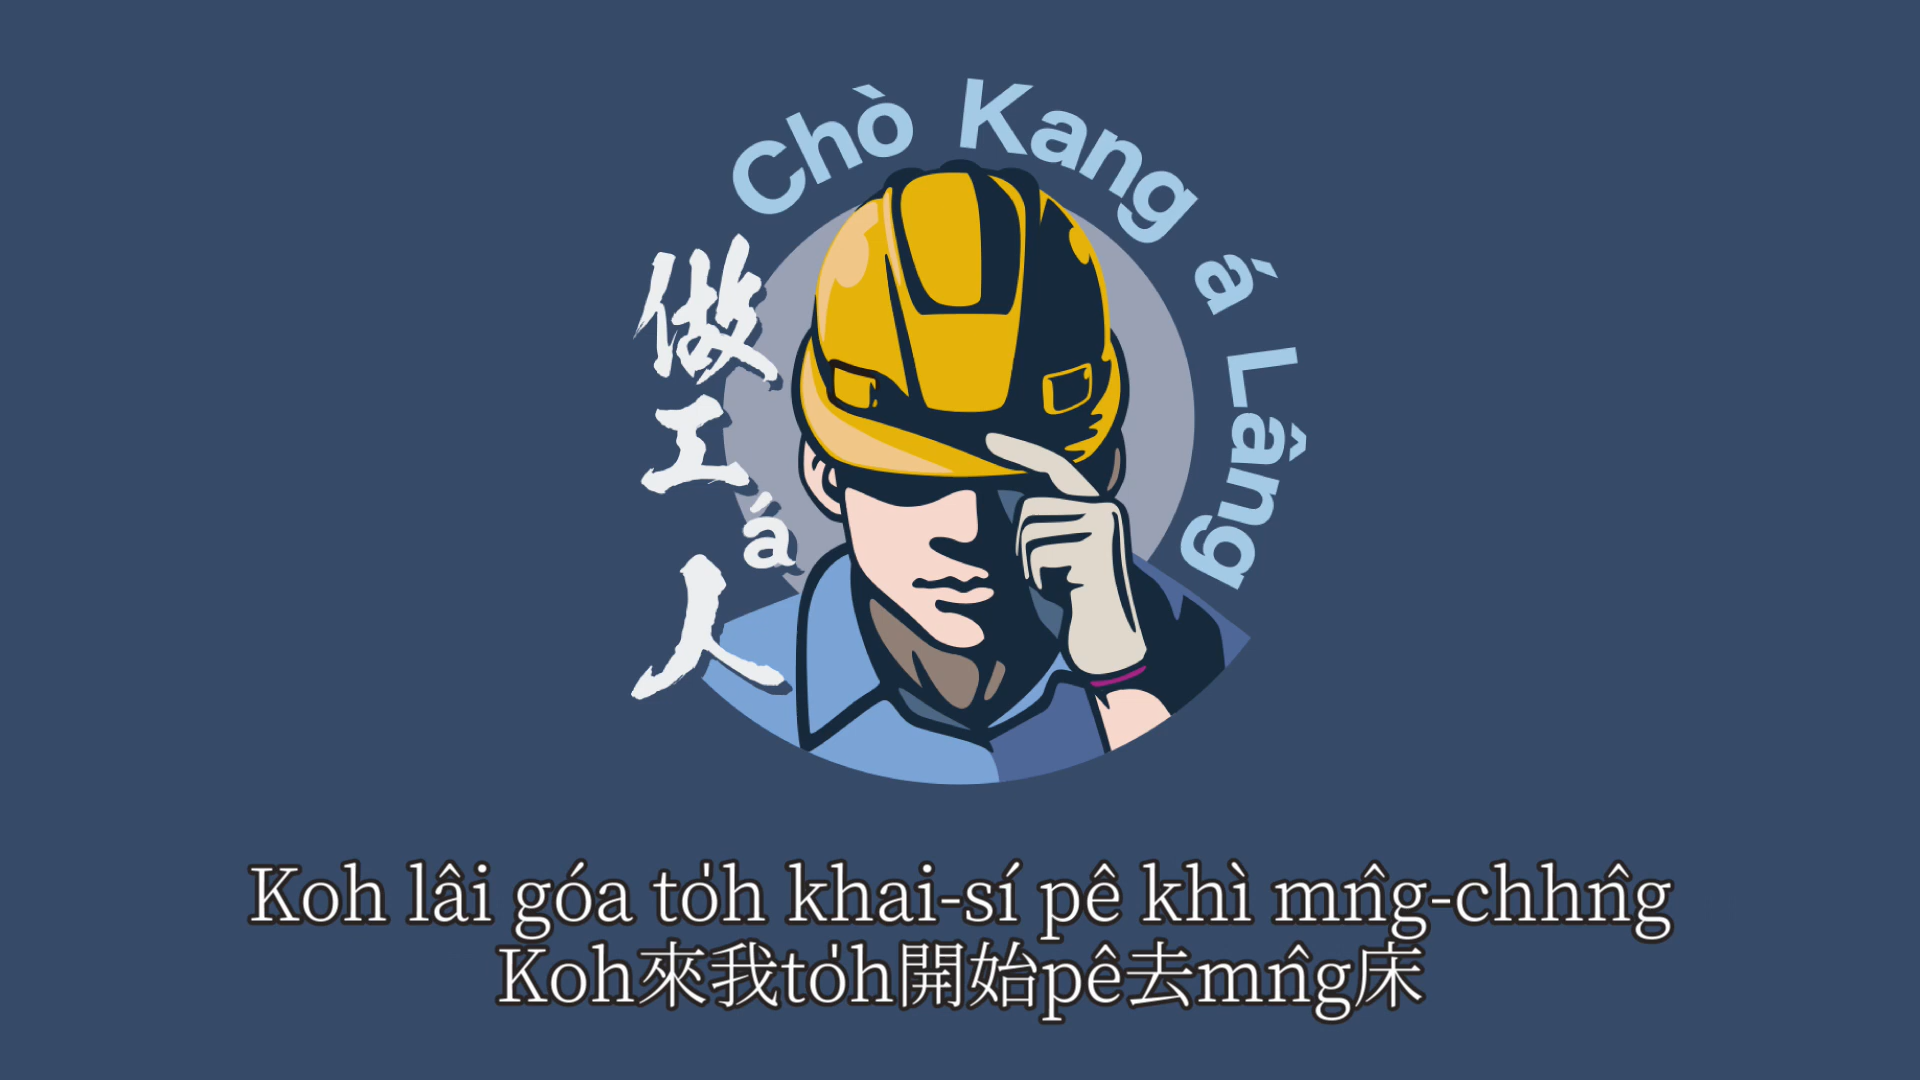 Chò Kang á Lâng
做工á人
Koh lâi góa to̍h khai-sí pê khì mn̂g-chhn̂g
Koh來我to̍h開始pê去mn̂g床